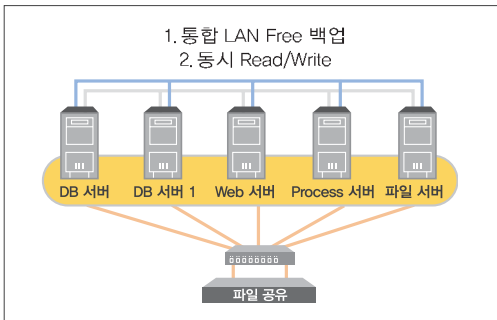 1. 통합 LAN Free 백업
2. 동시 Read/Write
DB 서버 DB 서버 1 Web 서버 Process 서버 파일 서버
파일 공유